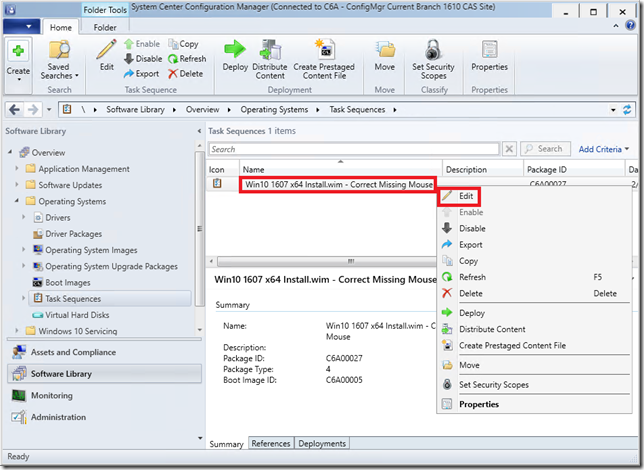 Folder Tools
System Center Configuration Manager (Connected to C6A - ConfigMgr Current Branch 1610 CAS Site)
Home
Folder
Create
Saved Searches
Edit
Enable
Disable
Export
Copy
Refresh
Delete
Deploy
Distribute Content
Create Prestaged Content File
Move
Set Security Scopes
Properties
Search
Deployment
Move
Classify
Properties
\ Software Library Overview Operating Systems Task Sequences
Software Library
Overview
Application Management
Software Updates
Operating Systems
Drivers
Driver Packages
Operating System Images
Operating System Upgrade Packages
Boot Images
Task Sequences
Virtual Hard Disks
Windows 10 Servicing
Assets and Compliance
Software Library
Monitoring
Administration
Task Sequences 1 items
Search
Search
Add Criteria
Icon Name Description Package ID Da
Win10 1607 x64 Install.wim - Correct Missing Mouse C6A00027 2/
Edit
Enable
Disable
Export
Copy
Refresh F5
Delete Delete
Deploy
Distribute Content
Create Prestaged Content File
Move
Set Security Scopes
Properties
Win10 1607 x64 Install.wim - Correct Missing Mouse
Summary
Name: Win10 1607 x64 Install.wim - C
Mouse
Description:
Package ID: C6A00027
Package Type: 4
Boot Image ID: C6A00005
Summary References Deployments
Ready